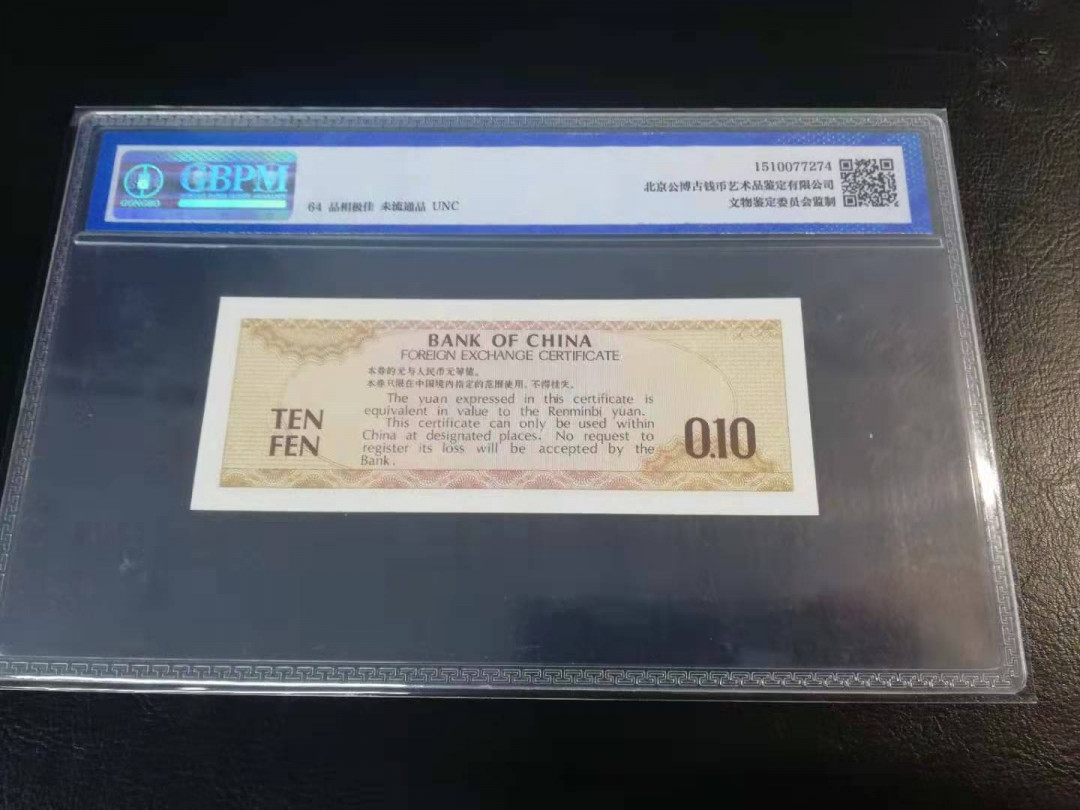 GBPM
GONGBO
64 品相极佳 未流通品 UNC
1510077274
北京公博古钱币艺术品鉴定有限公司
文物鉴定委员会监制
BANK OF CHINA
FOREIGN EXCHANGE CERTIFICATE
本券的元与人民币元等值。
本券只限在中国境内指定的范围使用，不得挂失。
The yuan expressed in this certificate is
equivalent in value to the Renminbi yuan.
This certificate can only be used within
China at designated places. No request to
register its loss will be accepted by the
Bank.
TEN
FEN
0.10